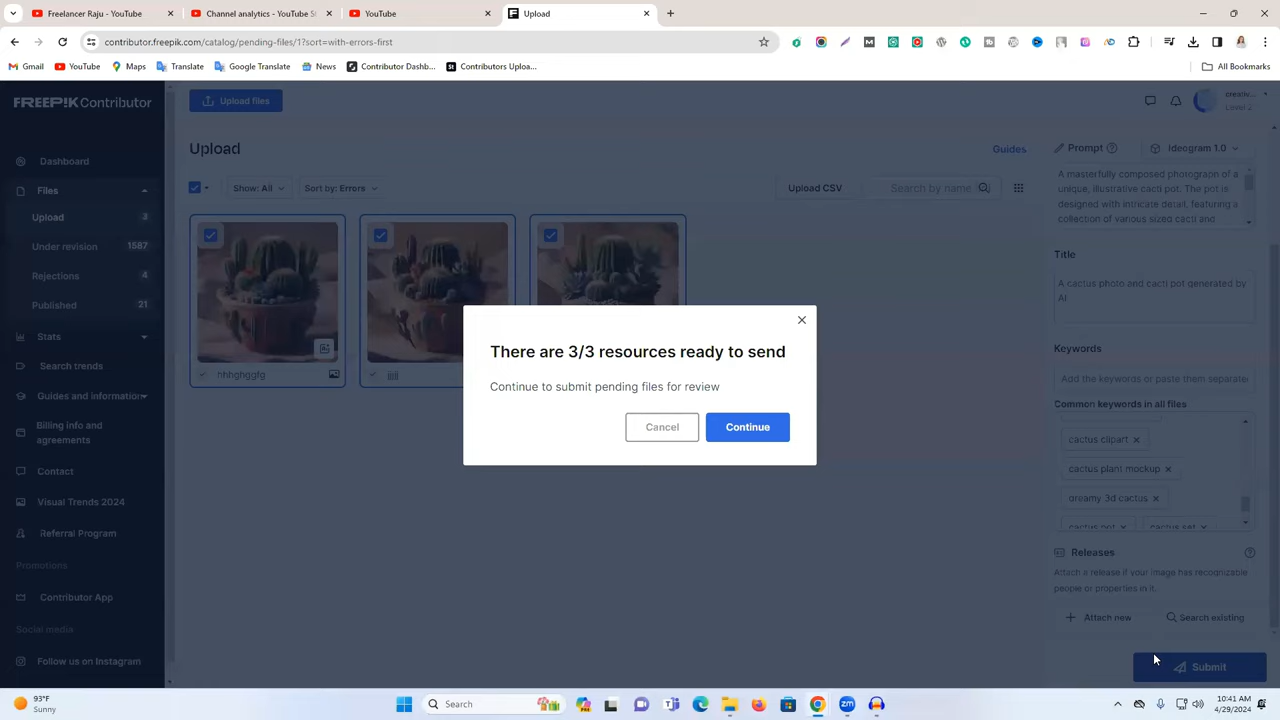 Freelancer Raju - YouTube
Channel analytics - YouTube St
YouTube
Upload
contributor.freepik.com/catalog/pending-files/1?sort=with-errors-first
Gmail
YouTube
Maps
Translate
Google Translate
News
Contributor Dashb...
Contributors Uploa...
All Bookmarks
FREEPIK Contributor
Upload files
creativ...
Level 2
Dashboard
Files
Upload 3
Under revision 1587
Rejections 4
Published 21
Stats
Search trends
Guides and information
Billing info and
agreements
Contact
Visual Trends 2024
Referral Program
Promotions
Contributor App
Social media
Follow us on Instagram
Upload
Guides
Show: All
Sort by: Errors
Upload CSV
Search by name
nhhghggfg
There are 3/3 resources ready to send
Continue to submit pending files for review
Cancel
Continue
Prompt
Ideogram 1.0
A masterfully composed photograph of a
unique, illustrative cacti pot. The pot is
designed with intricate detail, featuring a
collection of various sized cacti and
Title
A cactus photo and cacti pot generated by
AI
Keywords
Add the keywords or paste them separate
Common keywords in all files
cactus clipart
cactus plant mockup
dreamy 3d cactus
cactus pot
cactus set
Releases
Attach a release if your image has recognizable
people or properties in it.
Attach new
Search existing
Submit
93°F
Sunny
Search
10:41 AM
4/29/2024